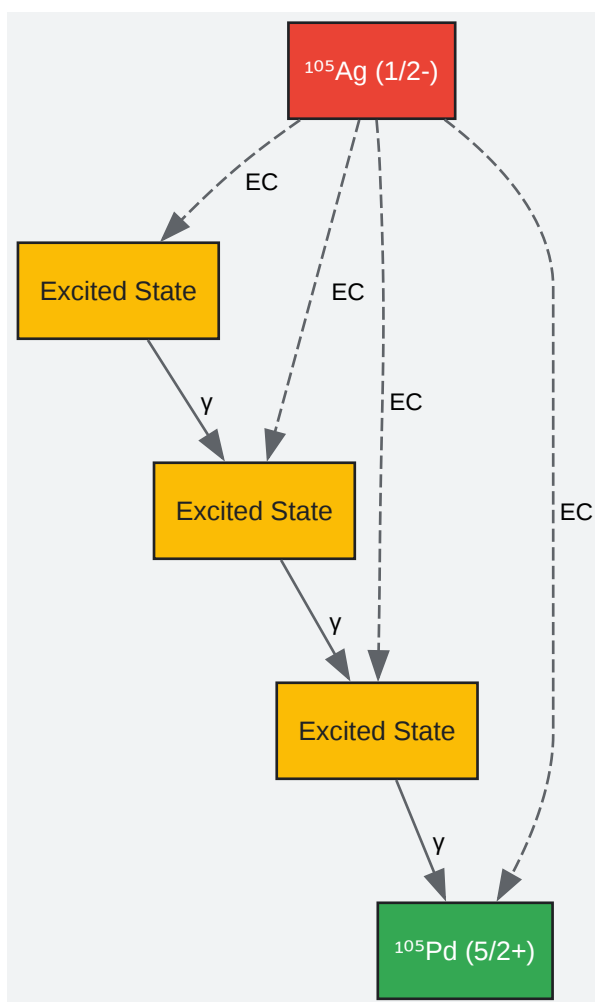 ¹⁰⁵Ag (1/2-)
EC
Excited State
EC
γ
EC
Excited State
EC
γ
Excited State
γ
¹⁰⁵Pd (5/2+)